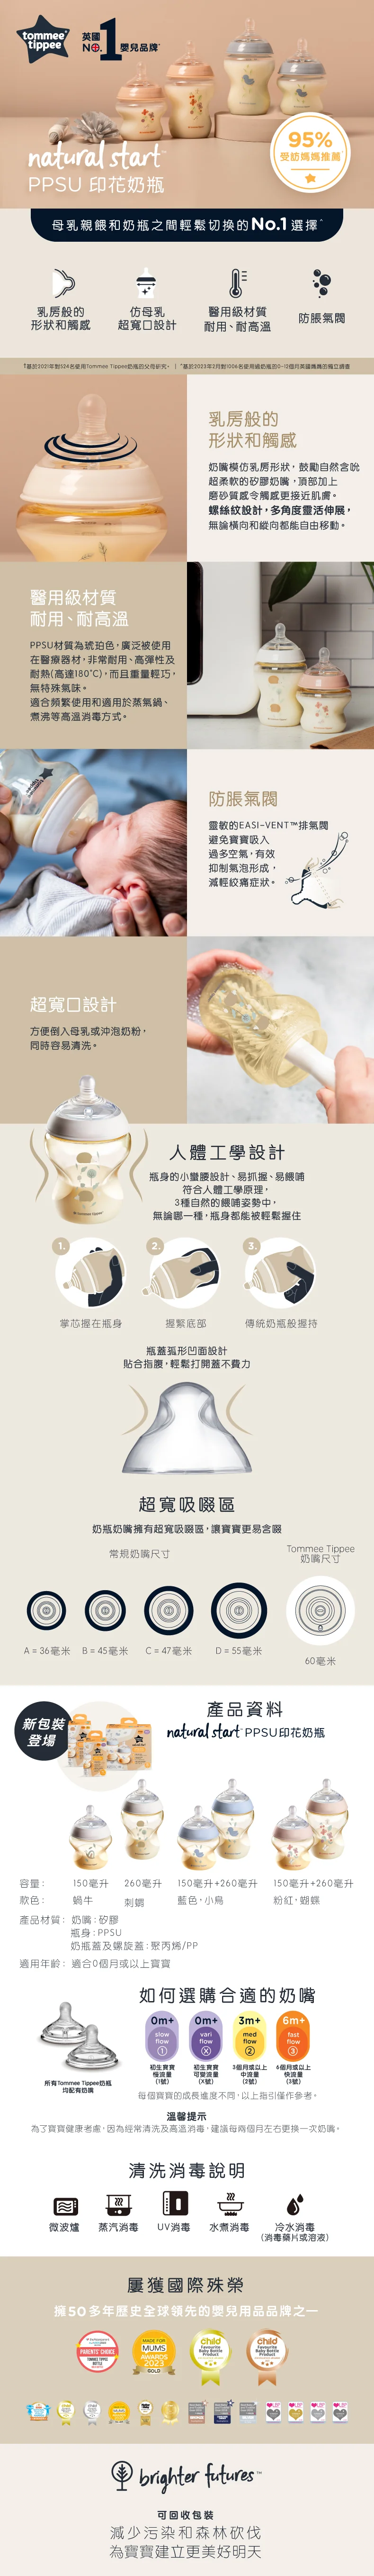 tommee
tippee
英國
NO.1 嬰兒品牌*
natural start™
PPSU 印花奶瓶
95%
受訪媽媽推薦
母乳親餵和奶瓶之間輕鬆切換的No.1選擇^
乳房般的
形狀和觸感
仿母乳
超寬口設計
醫用級材質
耐用、耐高溫
防脹氣閥
乳房般的
形狀和觸感
奶嘴模仿乳房形狀，鼓勵自然含吮
超柔軟的矽膠奶嘴，頂部加上
磨砂質感令觸感更接近肌膚。
螺絲紋設計，多角度靈活伸展，
無論橫向和縱向都能自由移動。
醫用級材質
耐用、耐高溫
PPSU材質為琥珀色，廣泛被使用
在醫療器材，非常耐用、高彈性及
耐熱(高達180°C)，而且重量輕巧，
無特殊氣味。
適合頻繁使用和適用於蒸氣鍋、
煮沸等高溫消毒方式。
防脹氣閥
靈敏的EASI-VENT™排氣閥
避免寶寶吸入
過多空氣，有效
抑制氣泡形成，
減輕絞痛症狀。
超寬口設計
方便倒入母乳或沖泡奶粉，
同時容易清洗。
人體工學設計
瓶身的小蠻腰設計、易抓握、易餵哺
符合人體工學原理，
3種自然的餵哺姿勢中，
無論哪一種，瓶身都能被輕鬆握住
1.
2.
3.
掌芯握在瓶身
握緊底部
傳統奶瓶般握持
瓶蓋弧形凹面設計
貼合指腹，輕鬆打開蓋不費力
超寬吸啜區
奶瓶奶嘴擁有超寬吸啜區，讓寶寶更易含啜
常規奶嘴尺寸
Tommee Tippee
奶嘴尺寸
A = 36毫米
B = 45毫米
C = 47毫米
D = 55毫米
60毫米
新包裝
登場
產品資料
natural start™ PPSU印花奶瓶
容量：
150毫升
260毫升
150毫升+260毫升
150毫升+260毫升
款色：
蝸牛
刺蝟
藍色，小鳥
粉紅，蝴蝶
產品材質：奶嘴：矽膠
瓶身：PPSU
奶瓶蓋及螺旋蓋：聚丙烯/PP
適用年齡：適合0個月或以上寶寶
如何選購合適的奶嘴
0m+
slow
flow
1
0m+
vari
flow
X
3m+
med
flow
2
6m+
fast
flow
3
初生寶寶
慢流量
(1號)
初生寶寶
可變流量
(X號)
3個月或以上
中流量
(2號)
6個月或以上
快流量
(3號)
所有Tommee Tippee奶瓶
均配有奶嘴
每個寶寶的成長進度不同，以上指引僅作參考。
溫馨提示
為了寶寶健康考慮，因為經常清洗及高溫消毒，建議每兩個月左右更換一次奶嘴。
清洗消毒說明
微波爐
蒸汽消毒
UV消毒
水煮消毒
冷水消毒
(消毒藥片或溶液)
屢獲國際殊榮
擁50多年歷史全球領先的嬰兒用品品牌之一
PARENTS' CHOICE
MADE FOR
MUMS
AWARDS
2023
GOLD
child
Favourite
Baby Bottle
Product
child
Favourite
Baby Bottle
Product
brighter futures™
可回收包裝
減少污染和森林砍伐
為寶寶建立更美好明天